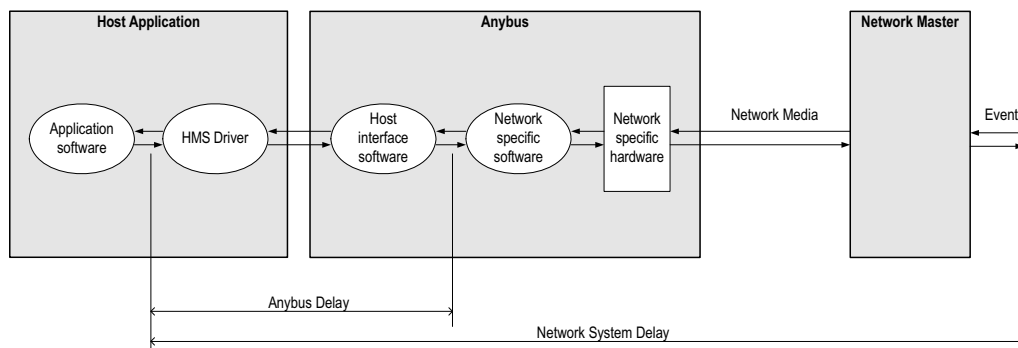 Host Application
Anybus
Network Master
Application
software
HMS Driver
Host
interface
software
Network
specific
software
Network
specific
hardware
Network Media
Event
Anybus Delay
Network System Delay